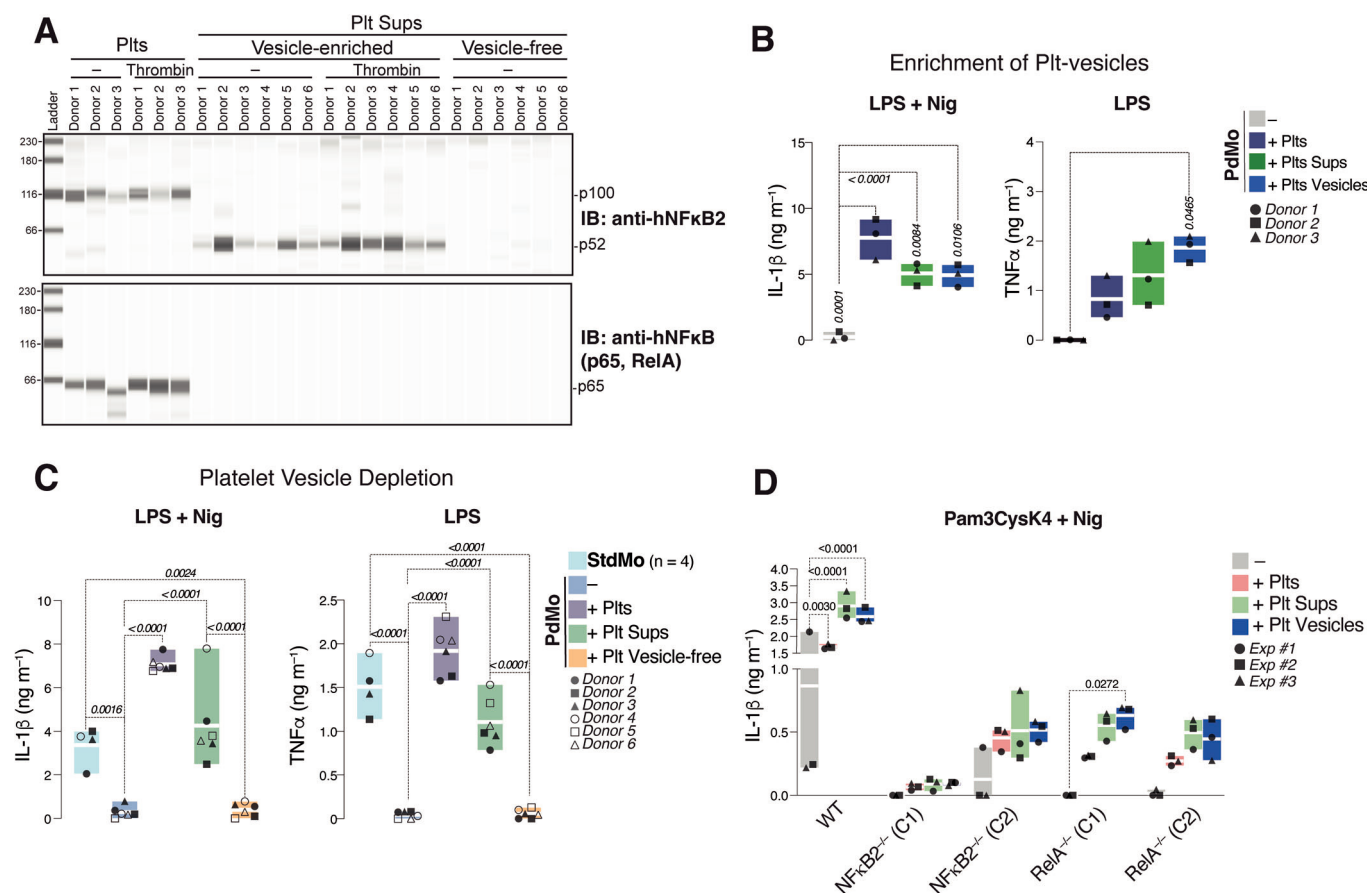 A
Plt Sups
Plts
Vesicle-enriched
Vesicle-free
–
Thrombin
–
Thrombin
–
Ladder
Donor 1
Donor 2
Donor 3
Donor 1
Donor 2
Donor 3
Donor 1
Donor 2
Donor 3
Donor 4
Donor 5
Donor 6
Donor 1
Donor 2
Donor 3
Donor 4
Donor 5
Donor 6
Donor 1
Donor 2
Donor 3
Donor 4
Donor 5
Donor 6
230
180
116
66
p100
IB: anti-hNFκB2
p52
230
180
116
66
IB: anti-hNFκB
(p65, RelA)
p65
B
Enrichment of Plt-vesicles
LPS + Nig
IL-1β (ng m⁻¹)
15
10
5
0
0.0001
< 0.0001
0.0084
0.0106
LPS
TNFα (ng m⁻¹)
4
3
2
1
0
0.0465
PdMo
–
+ Plts
+ Plts Sups
+ Plts Vesicles
Donor 1
Donor 2
Donor 3
C
Platelet Vesicle Depletion
LPS + Nig
IL-1β (ng m⁻¹)
10
8
6
4
2
0
0.0024
<0.0001
<0.0001
<0.0001
0.0016
LPS
TNFα (ng m⁻¹)
2.5
2.0
1.5
1.0
0.5
0.0
<0.0001
<0.0001
<0.0001
<0.0001
<0.0001
StdMo (n = 4)
PdMo
–
+ Plts
+ Plt Sups
+ Plt Vesicle-free
Donor 1
Donor 2
Donor 3
Donor 4
Donor 5
Donor 6
D
Pam3CysK4 + Nig
IL-1β (ng m⁻¹)
4.0
3.5
3.0
2.5
2.0
1.5
1.0
0.5
0.0
<0.0001
<0.0001
0.0030
0.0272
WT
NFκB2⁻/⁻ (C1)
NFκB2⁻/⁻ (C2)
RelA⁻/⁻ (C1)
RelA⁻/⁻ (C2)
–
+ Plts
+ Plt Sups
+ Plt Vesicles
Exp #1
Exp #2
Exp #3